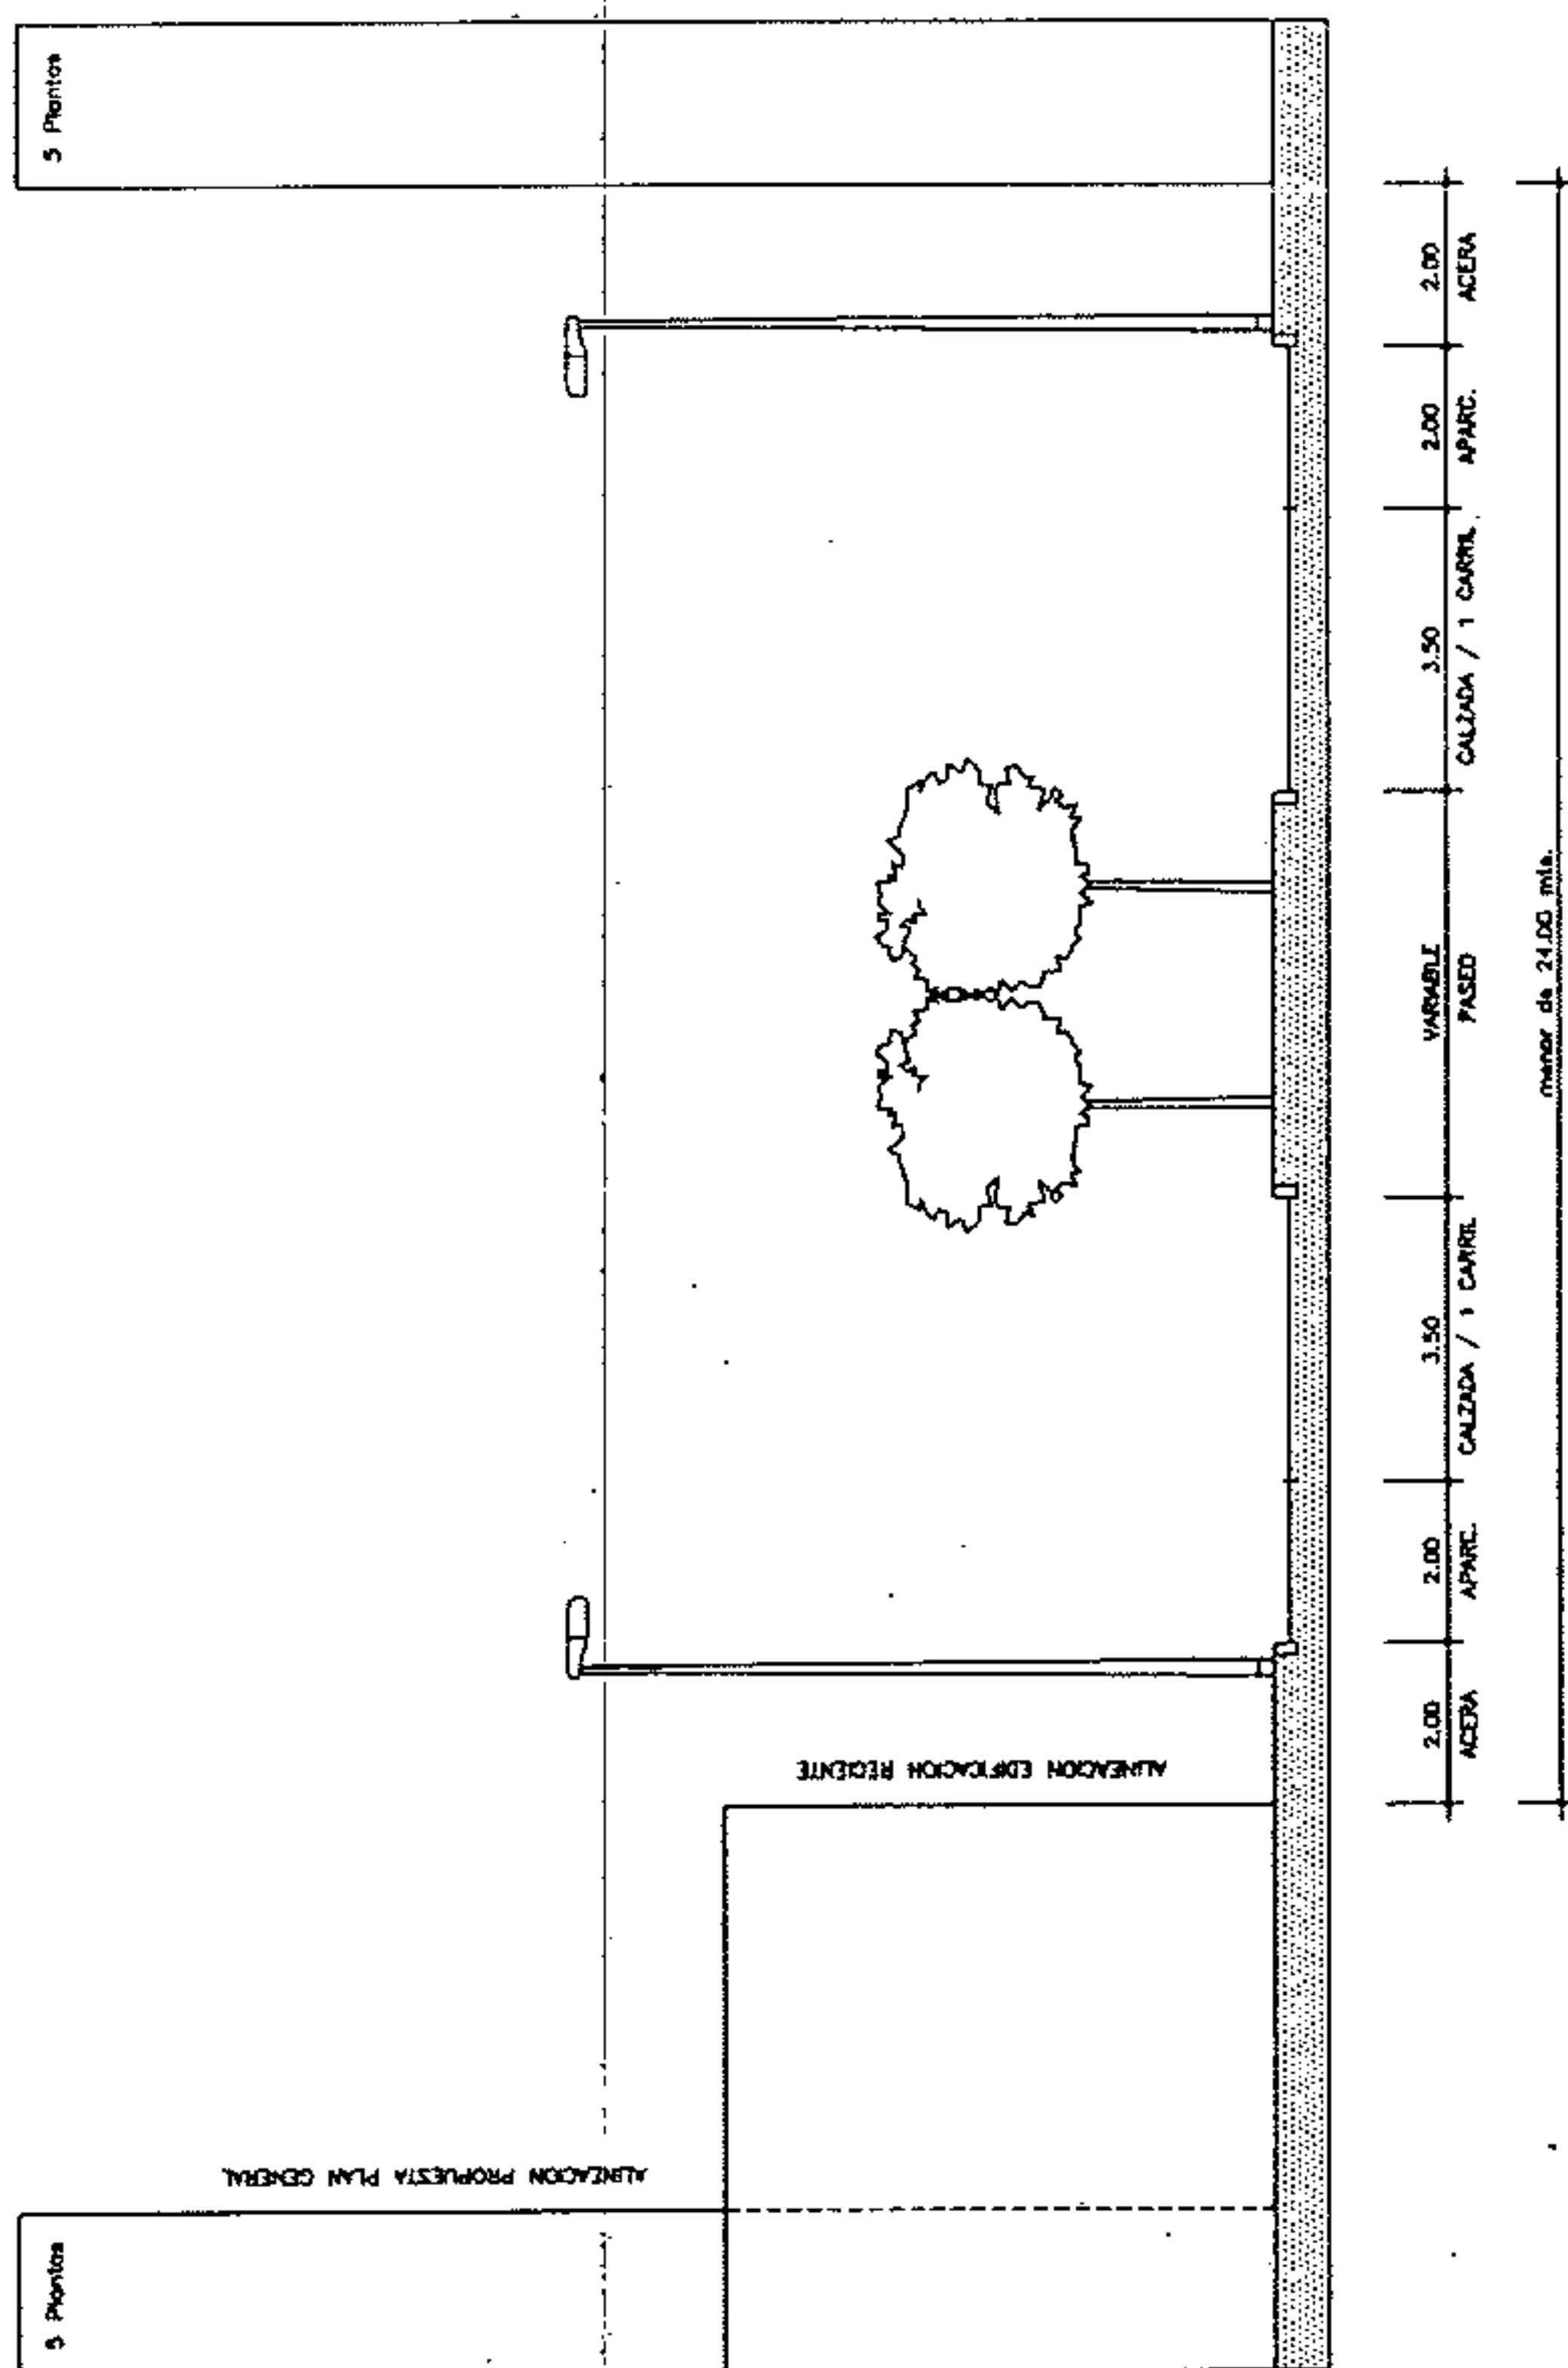 5 Plantas
ALINEACION PROPUESTA PLAN GENERAL
ALINEACION EDIFICACION RECIENTE
5 Plantas
2.00
2.00
3.50
VARIABLE
3.50
2.00
2.00
ACERA
APARC.
CALZADA / 1 CARRIL
PASEO
CALZADA / 1 CARRIL
APARC.
ACERA
menor de 24.00 mts.